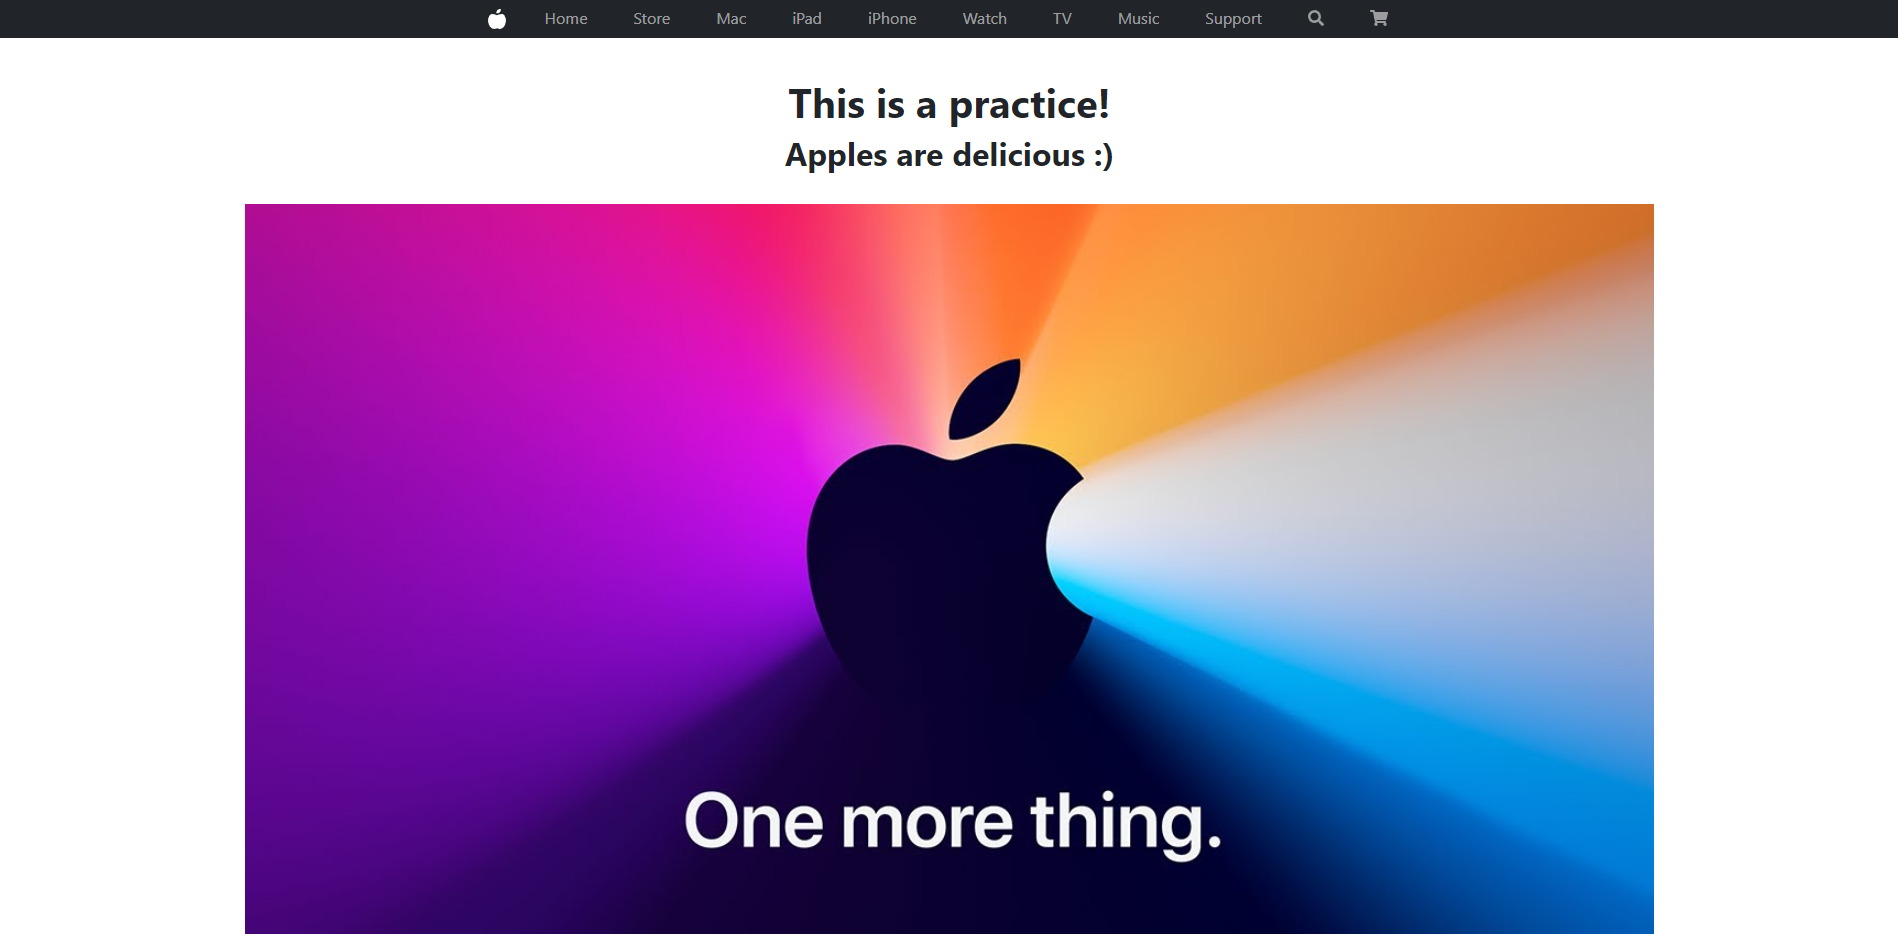 Home Store Mac iPad iPhone Watch TV Music Support
This is a practice!
Apples are delicious :)
One more thing.